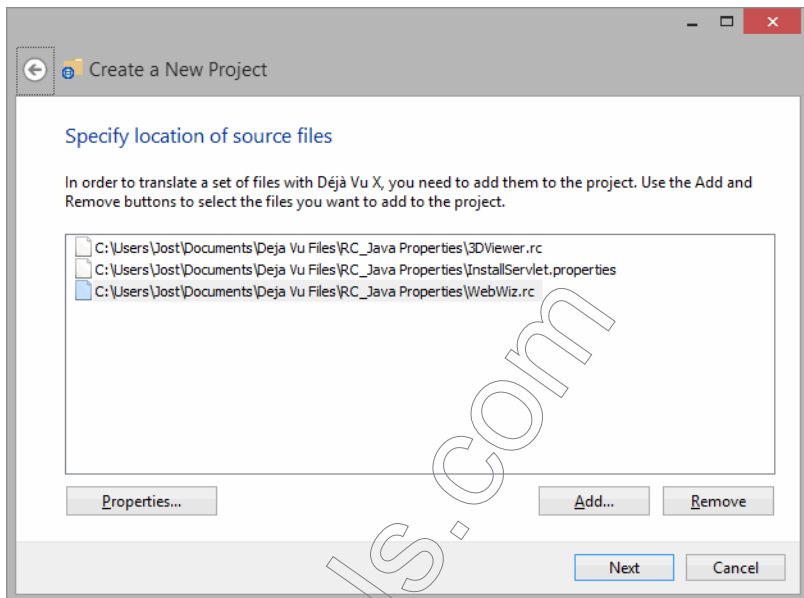 Create a New Project
Specify location of source files
In order to translate a set of files with Déjà Vu X, you need to add them to the project. Use the Add and
Remove buttons to select the files you want to add to the project.
C:\Users\Jost\Documents\Deja Vu Files\RC_Java Properties\3DViewer.rc
C:\Users\Jost\Documents\Deja Vu Files\RC_Java Properties\InstallServlet.properties
C:\Users\Jost\Documents\Deja Vu Files\RC_Java Properties\WebWiz.rc
Properties...
Add...
Remove
Next
Cancel
ls.com